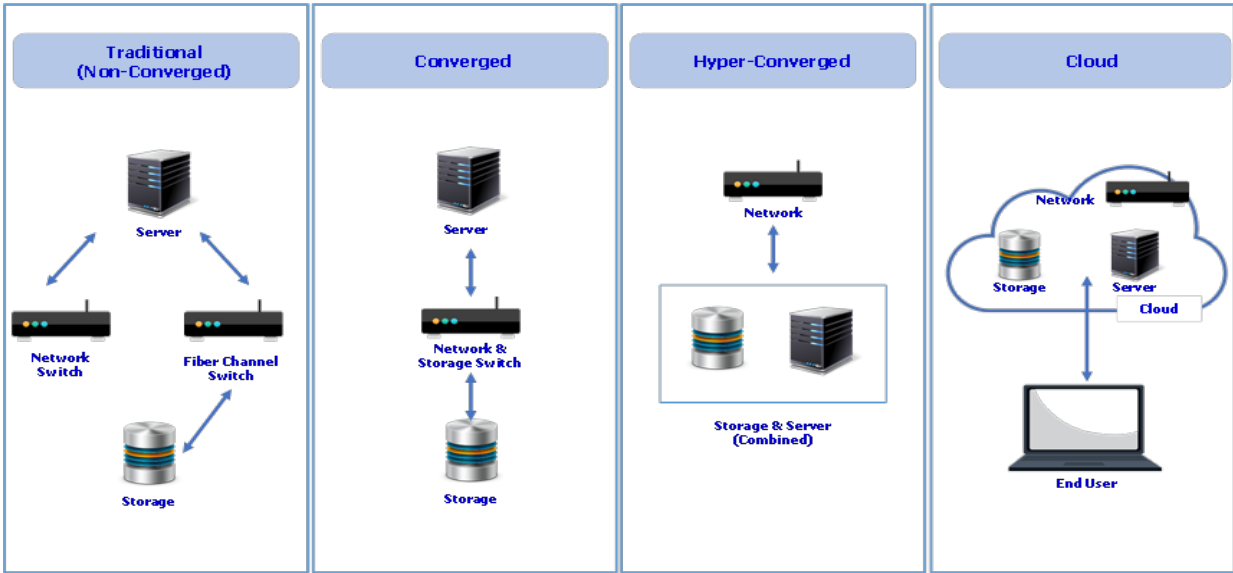 Traditional
(Non-Converged)
Server
Network
Switch
Fiber Channel
Switch
Storage
Converged
Server
Network &
Storage Switch
Storage
Hyper-Converged
Network
Storage & Server
(Combined)
Cloud
Network
Storage
Server
Cloud
End User